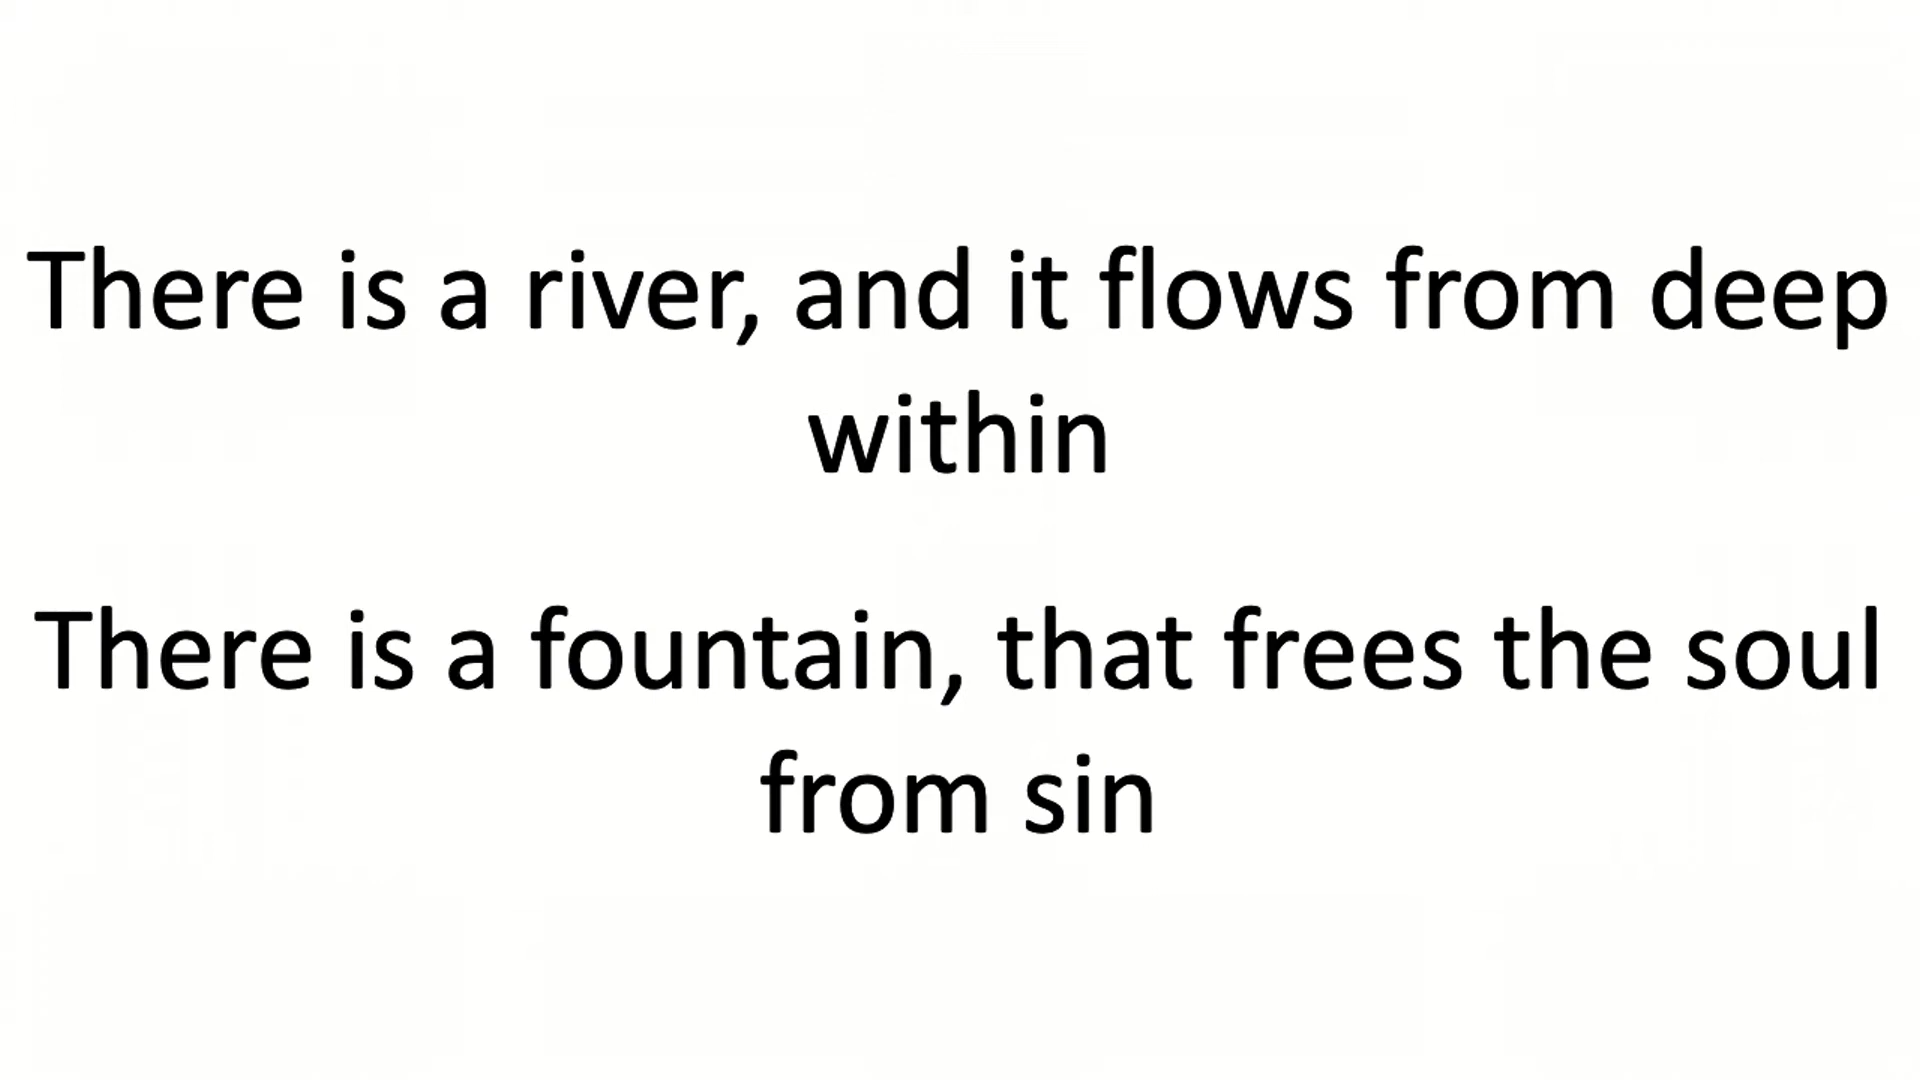 There is a river, and it flows from deep
within
There is a fountain, that frees the soul
from sin